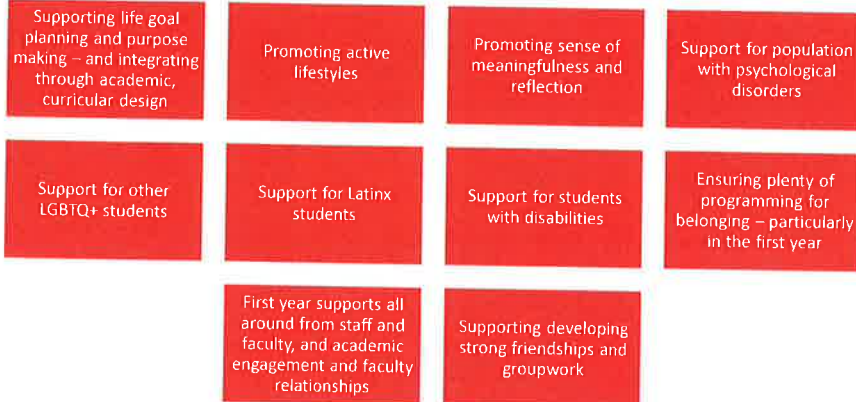 Supporting life goal
planning and purpose
making – and integrating
through academic,
curricular design
Promoting active
lifestyles
Promoting sense of
meaningfulness and
reflection
Support for population
with psychological
disorders
Support for other
LGBTQ+ students
Support for Latinx
students
Support for students
with disabilities
Ensuring plenty of
programming for
belonging – particularly
in the first year
First year supports all
around from staff and
faculty, and academic
engagement and faculty
relationships
Supporting developing
strong friendships and
groupwork